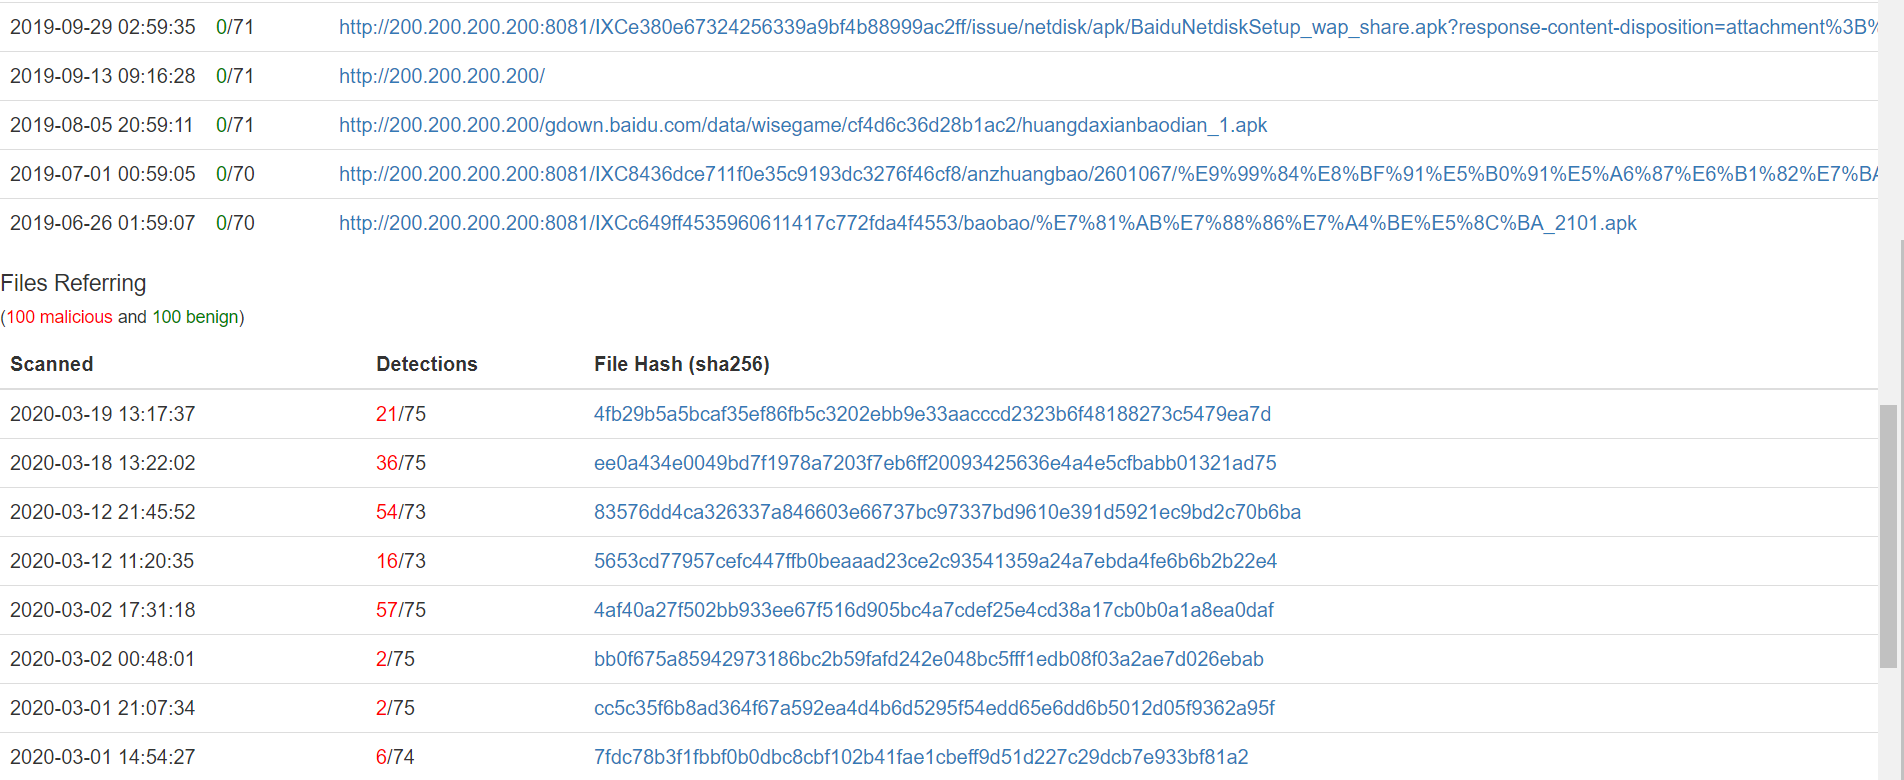 2019-09-29 02:59:35 0/71 http://200.200.200.200:8081/IXCe380e67324256339a9bf4b88999ac2ff/issue/netdisk/apk/BaiduNetdiskSetup_wap_share.apk?response-content-disposition=attachment%3B%
2019-09-13 09:16:28 0/71 http://200.200.200.200/
2019-08-05 20:59:11 0/71 http://200.200.200.200/gdown.baidu.com/data/wisegame/cf4d6c36d28b1ac2/huangdaxianbaodian_1.apk
2019-07-01 00:59:05 0/70 http://200.200.200.200:8081/IXC8436dce711f0e35c9193dc3276f46cf8/anzhuangbao/2601067/%E9%99%84%E8%BF%91%E5%B0%91%E5%A6%87%E6%B1%82%E7%BA
2019-06-26 01:59:07 0/70 http://200.200.200.200:8081/IXCc649ff4535960611417c772fda4f4553/baobao/%E7%81%AB%E7%88%86%E7%A4%BE%E5%8C%BA_2101.apk
Files Referring
(100 malicious and 100 benign)
Scanned Detections File Hash (sha256)
2020-03-19 13:17:37 21/75 4fb29b5a5bcaf35ef86fb5c3202ebb9e33aacccd2323b6f48188273c5479ea7d
2020-03-18 13:22:02 36/75 ee0a434e0049bd7f1978a7203f7eb6ff20093425636e4a4e5cfbabb01321ad75
2020-03-12 21:45:52 54/73 83576dd4ca326337a846603e66737bc97337bd9610e391d5921ec9bd2c70b6ba
2020-03-12 11:20:35 16/73 5653cd77957cefc447ffb0beaaad23ce2c93541359a24a7ebda4fe6b6b2b22e4
2020-03-02 17:31:18 57/75 4af40a27f502bb933ee67f516d905bc4a7cdef25e4cd38a17cb0b0a1a8ea0daf
2020-03-02 00:48:01 2/75 bb0f675a85942973186bc2b59fafd242e048bc5fff1edb08f03a2ae7d026ebab
2020-03-01 21:07:34 2/75 cc5c35f6b8ad364f67a592ea4d4b6d5295f54edd65e6dd6b5012d05f9362a95f
2020-03-01 14:54:27 6/74 7fdc78b3f1fbbf0b0dbc8cbf102b41fae1cbeff9d51d227c29dcb7e933bf81a2